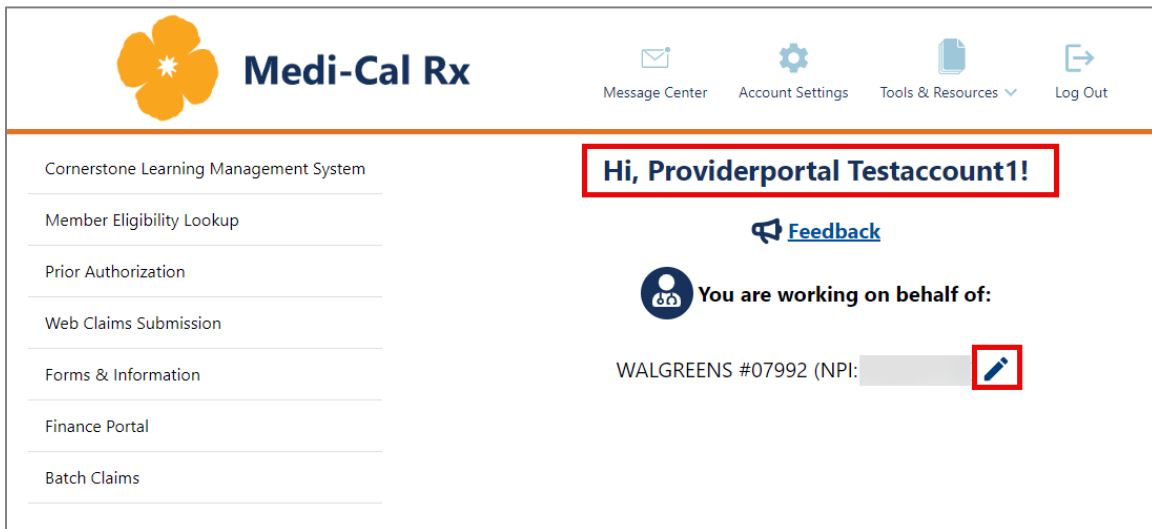 Medi-Cal Rx
Message Center
Account Settings
Tools & Resources
Log Out
Cornerstone Learning Management System
Member Eligibility Lookup
Prior Authorization
Web Claims Submission
Forms & Information
Finance Portal
Batch Claims
Hi, Providerportal Testaccount1!
Feedback
You are working on behalf of:
WALGREENS #07992 (NPI: